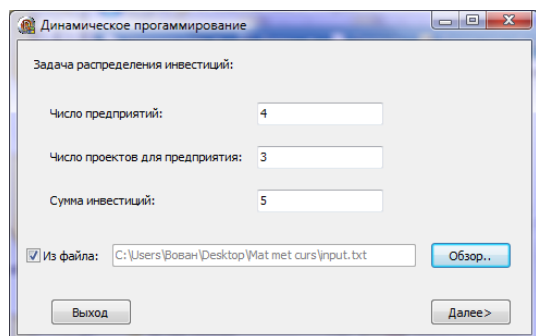 Динамическое прогаммирование
Задача распределения инвестиций:
Число предприятий: 4
Число проектов для предприятия: 3
Сумма инвестиций: 5
Из файла: C:\Users\Вован\Desktop\Mat met curs\input.txt Обзор..
Выход Далее>